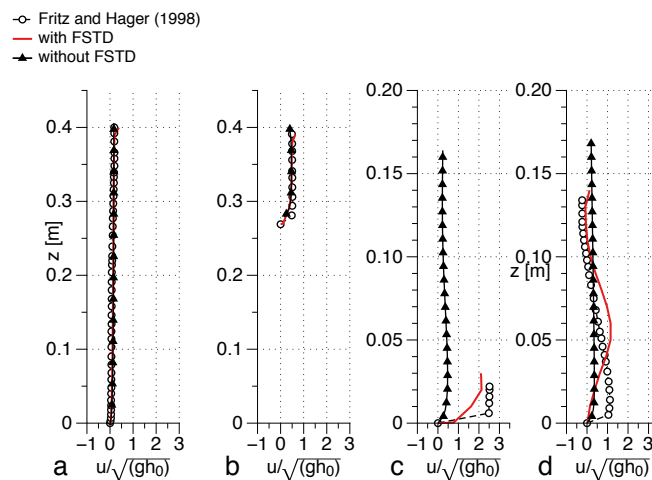 Fritz and Hager (1998)
with FSTD
without FSTD
0.4
0.3
0.2
0.1
0
z [m]
−1 0 1 2 3
a u/√(gh₀)
0.4
0.3
0.2
0.1
0
−1 0 1 2 3
b u/√(gh₀)
0.20
0.15
0.10
0.05
0
−1 0 1 2 3
c u/√(gh₀)
0.20
0.15
0.10
z [m]
0.05
0
−1 0 1 2 3
d u/√(gh₀)